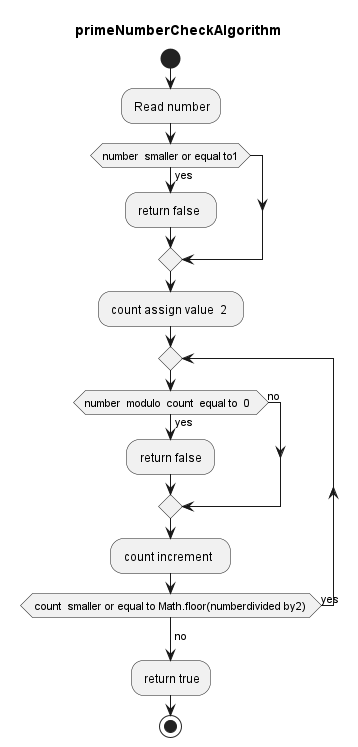 primeNumberCheckAlgorithm
Read number
number smaller or equal to1
yes
return false
count assign value 2
number modulo count equal to 0
no
yes
return false
count increment
count smaller or equal to Math.floor(numberdivided by2)
yes
no
return true